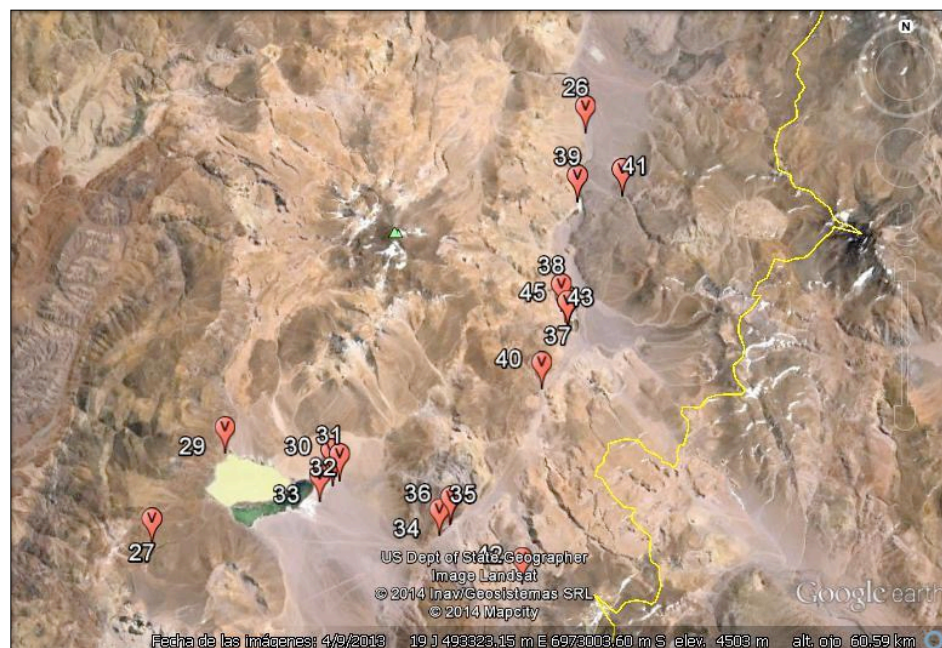 N
26
V
39
41
V
V
38
V
45
43
V
37
40
V
29
V
30
31
V
32
33
36
35
V
34
27
V
42
US Dept of State Geographer
Image Landsat
© 2014 Inav/Geosistemas SRL
© 2014 Mapcity
Google earth
Fecha de las imágenes: 4/9/2013 19 J 493323.15 m E 6973003.60 m S elev. 4503 m alt. ojo 60.59 km